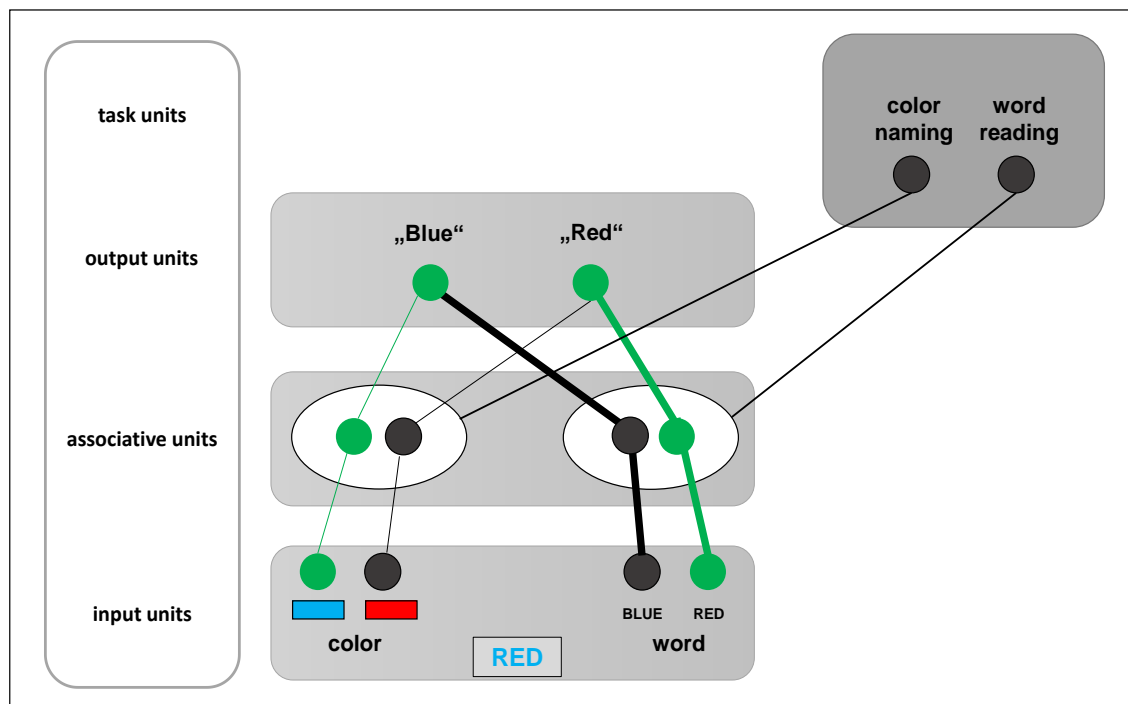 task units
output units
associative units
input units
color
naming
word
reading
„Blue“
„Red“
BLUE
RED
color
word
RED